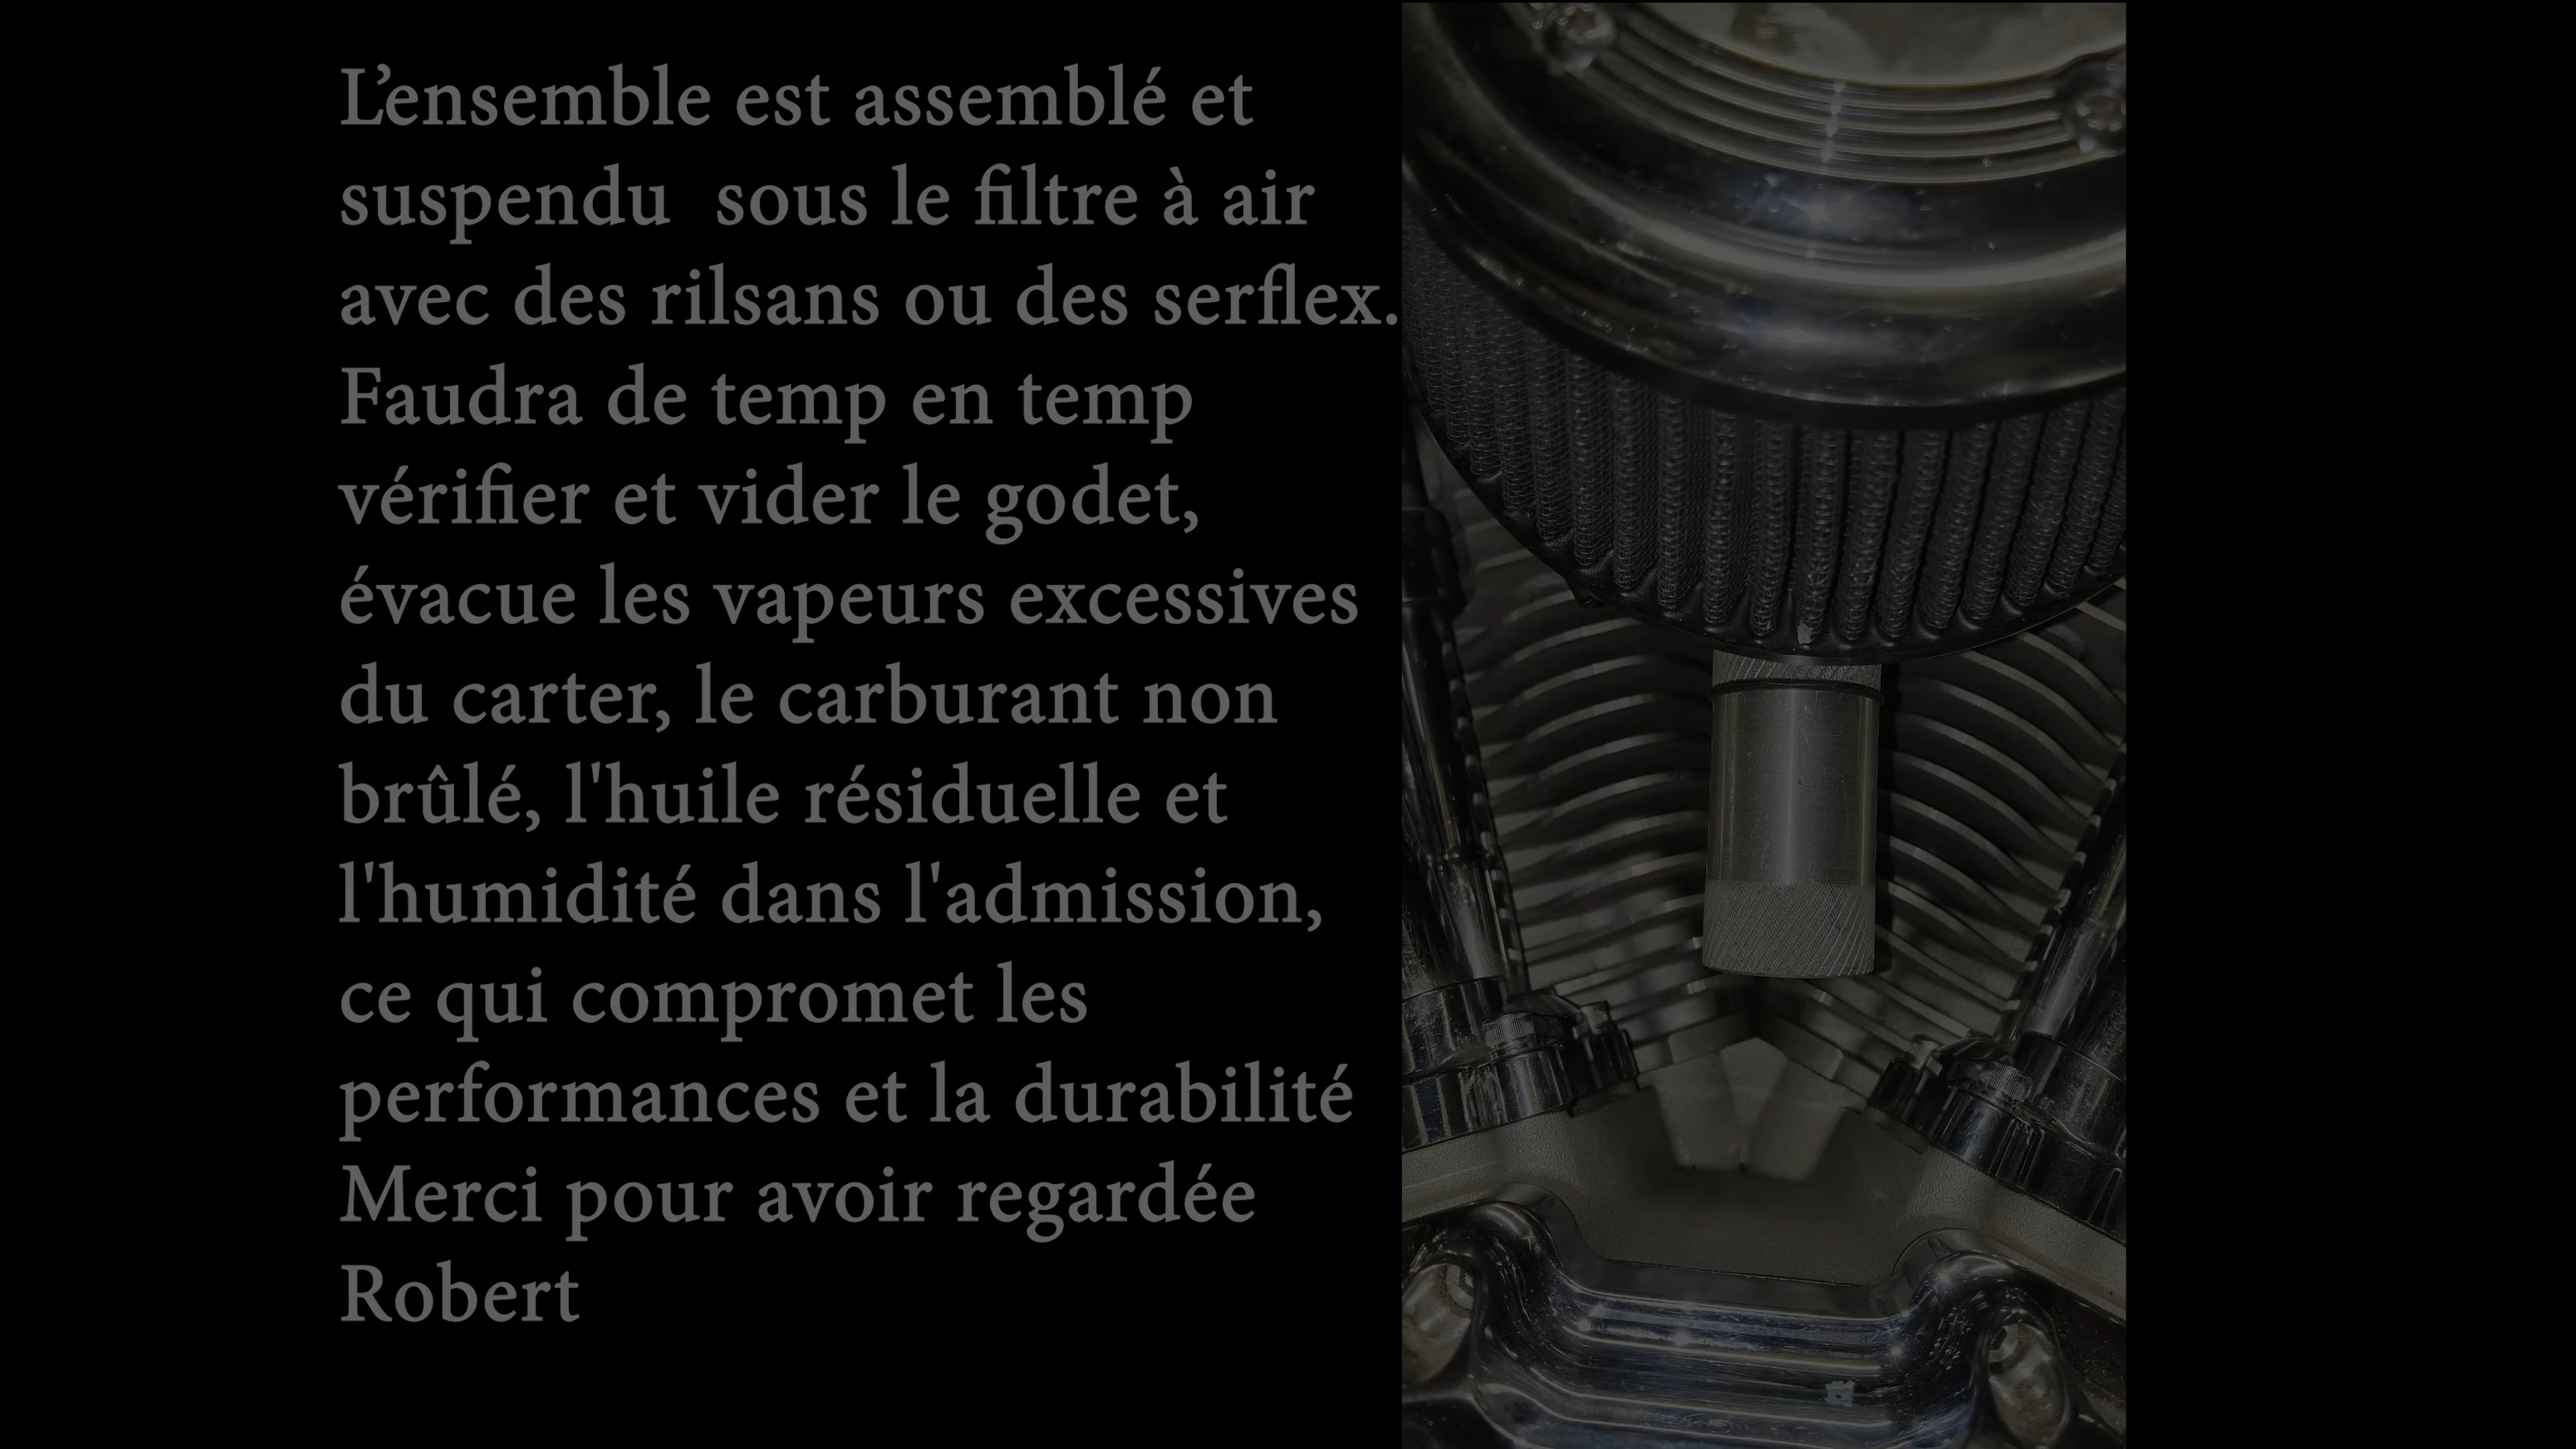 L’ensemble est assemblé et
suspendu  sous le filtre à air
avec des rilsans ou des serflex.
Faudra de temp en temp
vérifier et vider le godet,
évacue les vapeurs excessives
du carter, le carburant non
brûlé, l'huile résiduelle et
l'humidité dans l'admission,
ce qui compromet les
performances et la durabilité
Merci pour avoir regardée
Robert